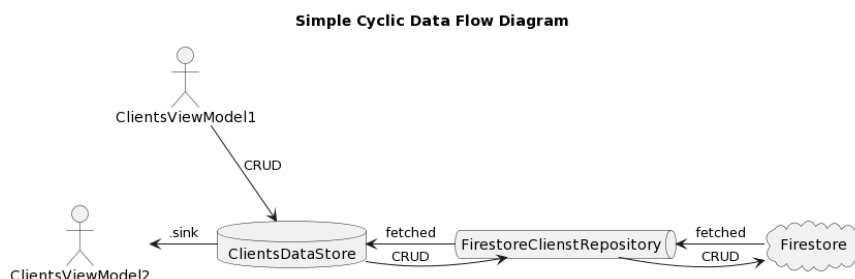 Simple Cyclic Data Flow Diagram
ClientsViewModel1
CRUD
.sink
fetched
fetched
ClientsDataStore
FirestoreClienstRepository
Firestore
CRUD
CRUD
ClientsViewModel2